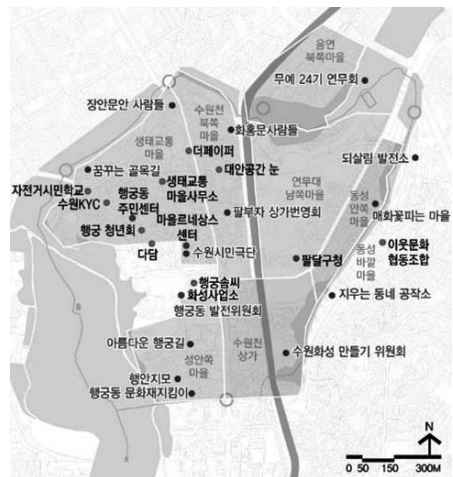 용연
북쪽마을
무예 24기 연무회
장안문안 사람들
수원천
북쪽
마을
화홍문사람들
생태교통
마을
더페이퍼
되살림 발전소
꿈꾸는 골목길
대안공간 눈
자전거시민학교
생태교통
마을사무소
연무대
남쪽마을
수원KYC
행궁동
주민센터
동성
안쪽
마을
매화꽃피는 마을
팔부자 상가번영회
마을르네상스
센터
행궁 청년회
다담
수원시민극단
동성
바깥
마을
이웃문화
협동조합
팔달구청
행궁솜씨
화성사업소
행궁동 발전위원회
지우는 동네 공작소
아름다운 행궁길
수원천
상가
성안쪽
마을
수원화성 만들기 위원회
행안지모
행궁동 문화재지킴이
N
0 50 150 300M